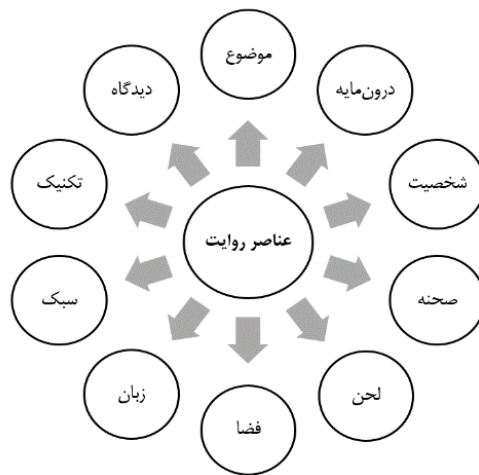 موضوع
درون‌مایه
شخصیت
صحنه
لحن
فضا
زبان
سبک
تکنیک
دیدگاه
عناصر روایت